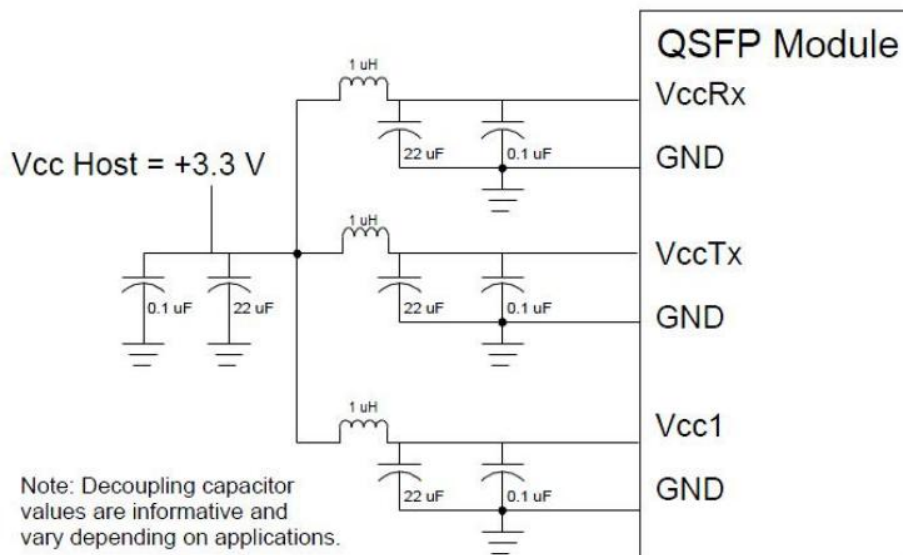 QSFP Module
1 uH
VccRx
22 uF
0.1 uF
GND
Vcc Host = +3.3 V
1 uH
VccTx
0.1 uF
22 uF
22 uF
0.1 uF
GND
1 uH
Vcc1
22 uF
0.1 uF
GND
Note: Decoupling capacitor
values are informative and
vary depending on applications.